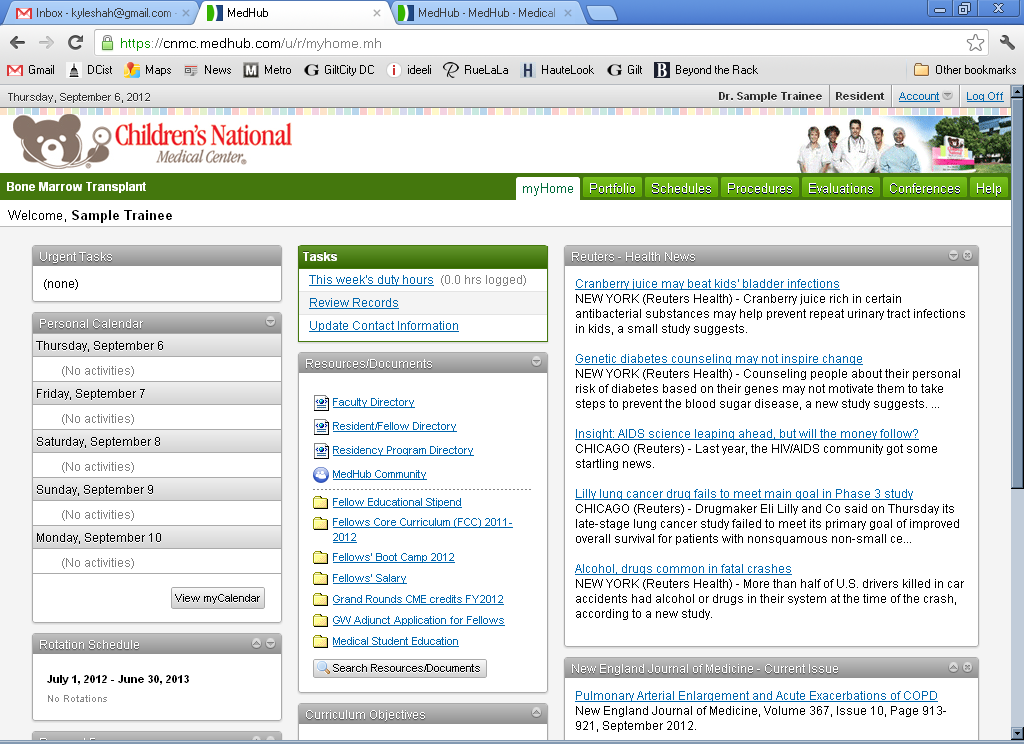 Inbox - kyleshah@gmail.com
MedHub
MedHub - MedHub - Medical
https://cnmc.medhub.com/u/r/myhome.mh
Gmail
DCist
Maps
News
Metro
GiltCity DC
ideeli
RueLaLa
HauteLook
Gilt
Beyond the Rack
Other bookmarks
Thursday, September 6, 2012
Dr. Sample Trainee
Resident
Account
Log Off
Children's National
Medical Center
Bone Marrow Transplant
myHome
Portfolio
Schedules
Procedures
Evaluations
Conferences
Help
Welcome, Sample Trainee
Urgent Tasks
(none)
Personal Calendar
Thursday, September 6
(No activities)
Friday, September 7
(No activities)
Saturday, September 8
(No activities)
Sunday, September 9
(No activities)
Monday, September 10
(No activities)
View myCalendar
Rotation Schedule
July 1, 2012 - June 30, 2013
No Rotations
Tasks
This week's duty hours (0.0 hrs logged)
Review Records
Update Contact Information
Resources/Documents
Faculty Directory
Resident/Fellow Directory
Residency Program Directory
MedHub Community
Fellow Educational Stipend
Fellows Core Curriculum (FCC) 2011-
2012
Fellows' Boot Camp 2012
Fellows' Salary
Grand Rounds CME credits FY2012
GW Adjunct Application for Fellows
Medical Student Education
Search Resources/Documents
Curriculum Objectives
Reuters - Health News
Cranberry juice may beat kids' bladder infections
NEW YORK (Reuters Health) - Cranberry juice rich in certain
antibacterial substances may help prevent repeat urinary tract infections
in kids, a small study suggests.
Genetic diabetes counseling may not inspire change
NEW YORK (Reuters Health) - Counseling people about their personal
risk of diabetes based on their genes may not motivate them to take
steps to prevent the blood sugar disease, a new study suggests. ...
Insight: AIDS science leaping ahead, but will the money follow?
CHICAGO (Reuters) - Last year, the HIV/AIDS community got some
startling news.
Lilly lung cancer drug fails to meet main goal in Phase 3 study
CHICAGO (Reuters) - Drugmaker Eli Lilly and Co said on Thursday its
late-stage lung cancer study failed to meet its primary goal of improved
overall survival for patients with nonsquamous non-small ce...
Alcohol, drugs common in fatal crashes
NEW YORK (Reuters Health) - More than half of U.S. drivers killed in car
accidents had alcohol or drugs in their system at the time of the crash,
according to a new study.
New England Journal of Medicine - Current Issue
Pulmonary Arterial Enlargement and Acute Exacerbations of COPD
New England Journal of Medicine, Volume 367, Issue 10, Page 913-
921, September 2012.